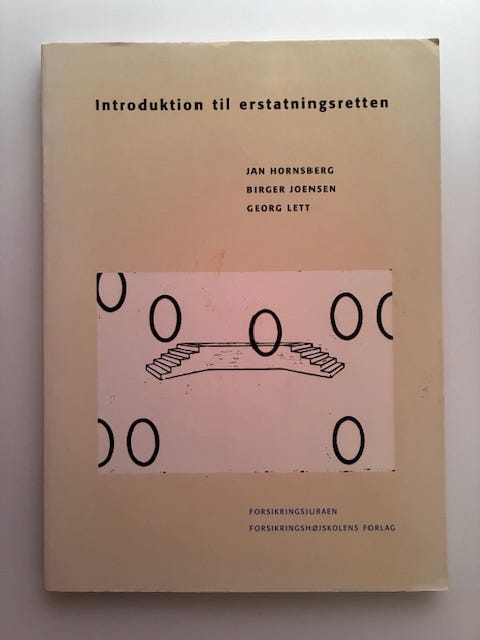 Introduktion til erstatningsretten
JAN HORNSBERG
BIRGER JOENSEN
GEORG LETT
FORSIKRINGSJURAEN
FORSIKRINGSHØJSKOLENS FORLAG